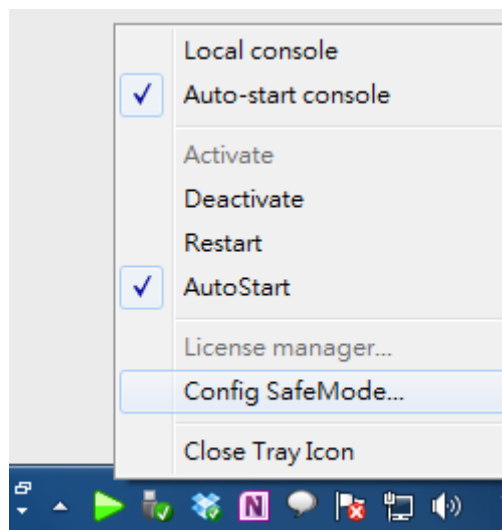 Local console
Auto-start console
Activate
Deactivate
Restart
AutoStart
License manager...
Config SafeMode...
Close Tray Icon
N